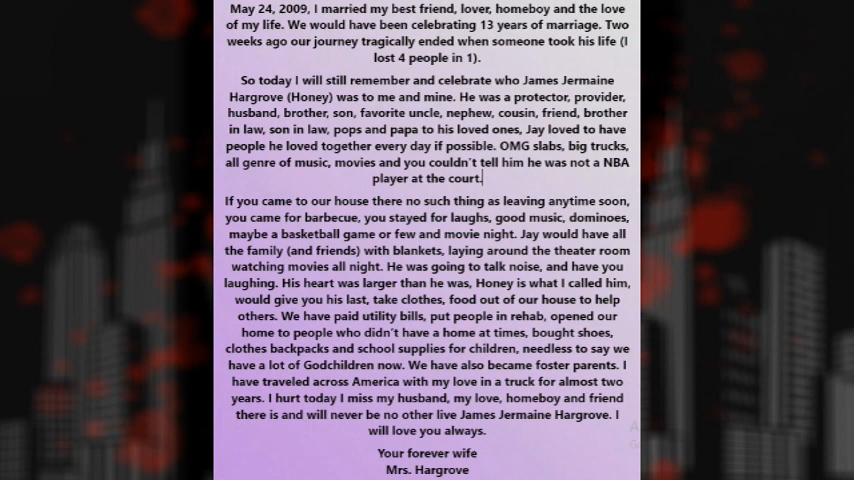 May 24, 2009, I married my best friend, lover, homeboy and the love
of my life. We would have been celebrating 13 years of marriage. Two
weeks ago our journey tragically ended when someone took his life (I
lost 4 people in 1).
So today I will still remember and celebrate who James Jermaine
Hargrove (Honey) was to me and mine. He was a protector, provider,
husband, brother, son, favorite uncle, nephew, cousin, friend, brother
in law, son in law, pops and papa to his loved ones, Jay loved to have
people he loved together every day if possible. OMG slabs, big trucks,
all genre of music, movies and you couldn't tell him he was not a NBA
player at the court.
If you came to our house there no such thing as leaving anytime soon,
you came for barbecue, you stayed for laughs, good music, dominoes,
maybe a basketball game or few and movie night. Jay would have all
the family (and friends) with blankets, laying around the theater room
watching movies all night. He was going to talk noise, and have you
laughing. His heart was larger than he was, Honey is what I called him,
would give you his last, take clothes, food out of our house to help
others. We have paid utility bills, put people in rehab, opened our
home to people who didn't have a home at times, bought shoes,
clothes backpacks and school supplies for children, needless to say we
have a lot of Godchildren now. We have also became foster parents. I
have traveled across America with my love in a truck for almost two
years. I hurt today I miss my husband, my love, homeboy and friend
there is and will never be no other live James Jermaine Hargrove. I
will love you always.
Your forever wife
Mrs. Hargrove